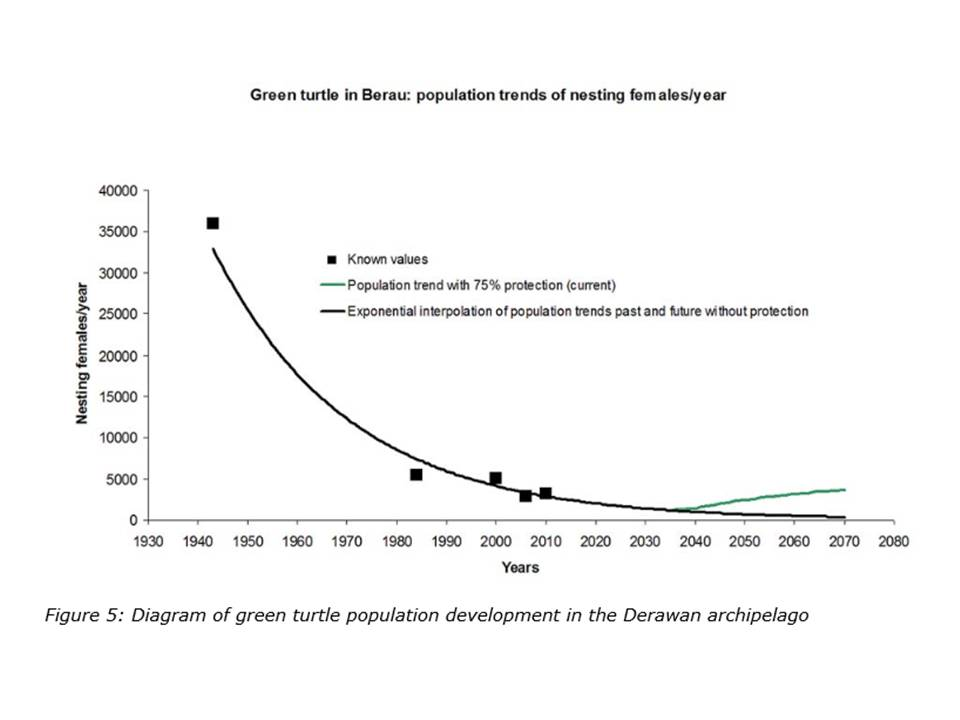 Green turtle in Berau: population trends of nesting females/year
40000
35000
30000
25000
20000
15000
10000
5000
0
Nesting females/year
Known values
Population trend with 75% protection (current)
Exponential interpolation of population trends past and future without protection
1930 1940 1950 1960 1970 1980 1990 2000 2010 2020 2030 2040 2050 2060 2070 2080
Years
Figure 5: Diagram of green turtle population development in the Derawan archipelago